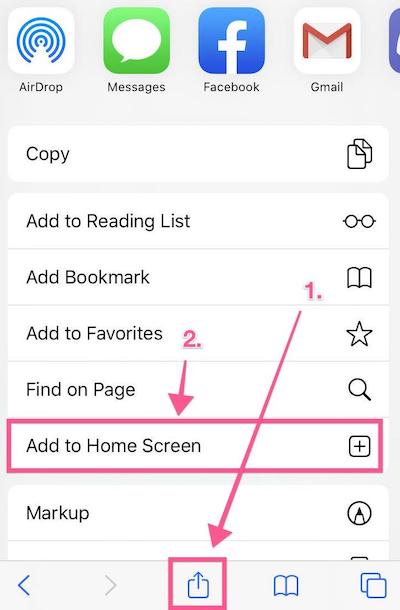 AirDrop
Messages
Facebook
Gmail
Copy
Add to Reading List
1.
Add Bookmark
Add to Favorites
2.
Find on Page
Add to Home Screen
Markup